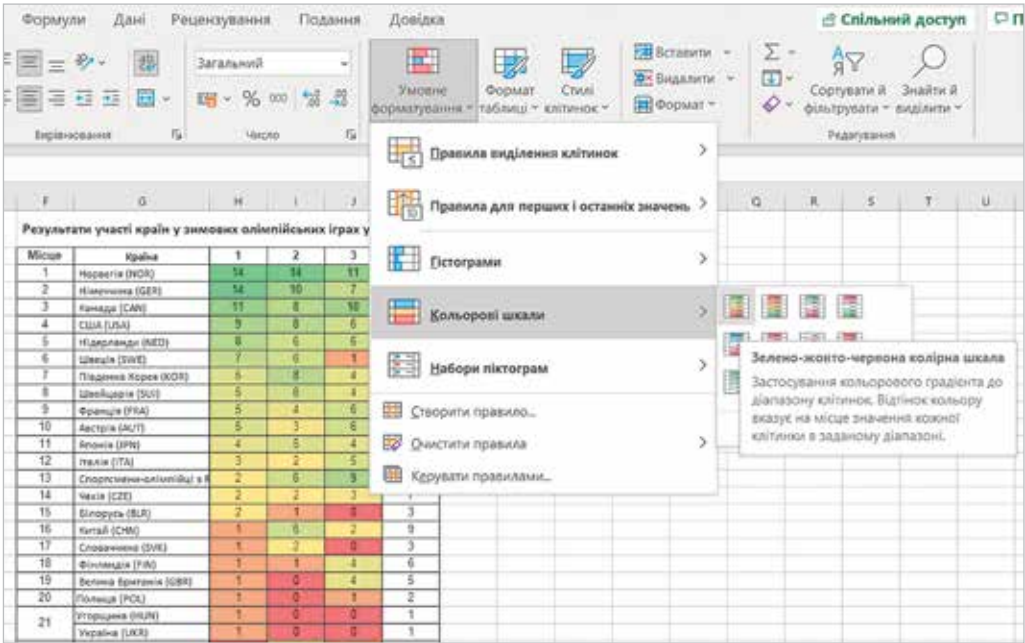 Формули Дані Рецензування Подання Довідка Спільний доступ
Загальний
% 000
Вирівнювання Число
Умовне форматування
Формат таблиці
Стилі клітинок
Вставити
Видалити
Формат
Сортувати й фільтрувати
Знайти й виділити
Редагування
Правила виділення клітинок
Правила для перших і останніх значень
Гістограми
Кольорові шкали
Набори піктограм
Створити правило...
Очистити правила
Керувати правилами...
Зелено-жовто-червона колірна шкала
Застосування кольорового градієнта до
діапазону клітинок. Відтінок кольору
вказує на місце значення кожної
клітинки в заданому діапазоні.
F G H I J Q R S T U
Результати участі країн у зимових олімпійських іграх у
Місце Країна 1 2 3
1 Норвегія (NOR) 14 14 11
2 Німеччина (GER) 14 10 7
3 Канада (CAN) 11 8 10
4 США (USA) 9 8 6
5 Нідерланди (NED) 8 6 6
6 Швеція (SWE) 7 6 1
7 Південна Корея (KOR) 5 8 4
8 Швейцарія (SUI) 5 6 4
9 Франція (FRA) 5 4 6
10 Австрія (AUT) 5 3 6
11 Японія (JPN) 4 5 4
12 Італія (ITA) 3 2 5
13 Спортсмени-олімпійці з 2 6 9
14 Чехія (CZE) 2 2 3 7
15 Білорусь (BLR) 2 1 0 3
16 Китай (CHN) 1 6 2 9
17 Словаччина (SVK) 1 2 0 3
18 Фінляндія (FIN) 1 1 4 6
19 Велика Британія (GBR) 1 0 4 5
20 Польща (POL) 1 0 1 2
21 Угорщина (HUN) 1 0 0 1
Україна (UKR) 1 0 0 1